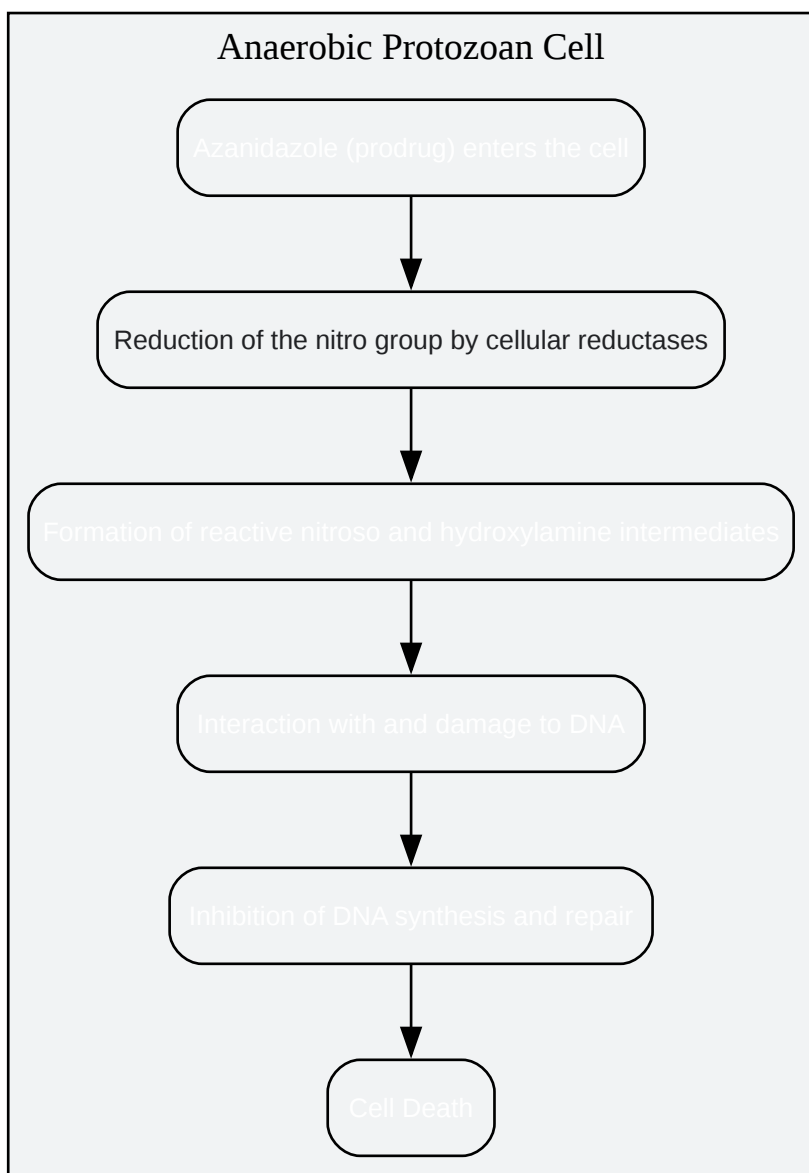 Anaerobic Protozoan Cell
Azanidazole (prodrug) enters the cell
Reduction of the nitro group by cellular reductases
Formation of reactive nitroso and hydroxylamine intermediates
Interaction with and damage to DNA
Inhibition of DNA synthesis and repair
Cell Death